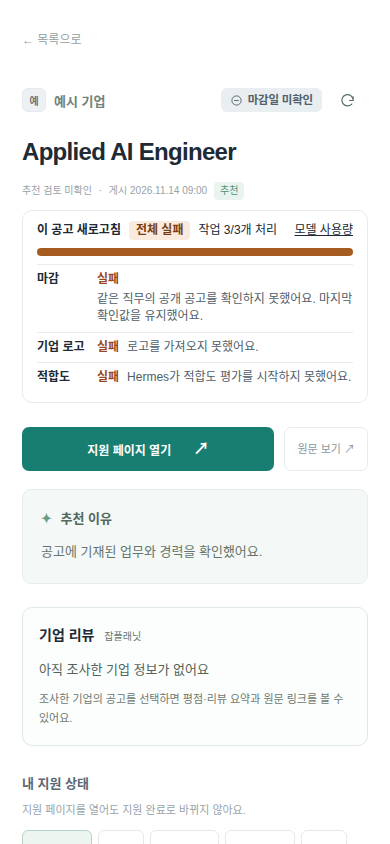 ← 목록으로
예 예시 기업 마감일 미확인
Applied AI Engineer
추천 검토 미확인 · 게시 2026.11.14 09:00 추천
이 공고 새로고침 전체 실패 작업 3/3개 처리 모델 사용량
마감 실패
같은 직무의 공개 공고를 확인하지 못했어요. 마지막
확인값을 유지했어요.
기업 로고 실패 로고를 가져오지 못했어요.
적합도 실패 Hermes가 적합도 평가를 시작하지 못했어요.
지원 페이지 열기 ↗ 원문 보기 ↗
✦ 추천 이유
공고에 기재된 업무와 경력을 확인했어요.
기업 리뷰 잡플래닛
아직 조사한 기업 정보가 없어요
조사한 기업의 공고를 선택하면 평점·리뷰 요약과 원문 링크를 볼 수
있어요.
내 지원 상태
지원 페이지를 열어도 지원 완료로 바뀌지 않아요.